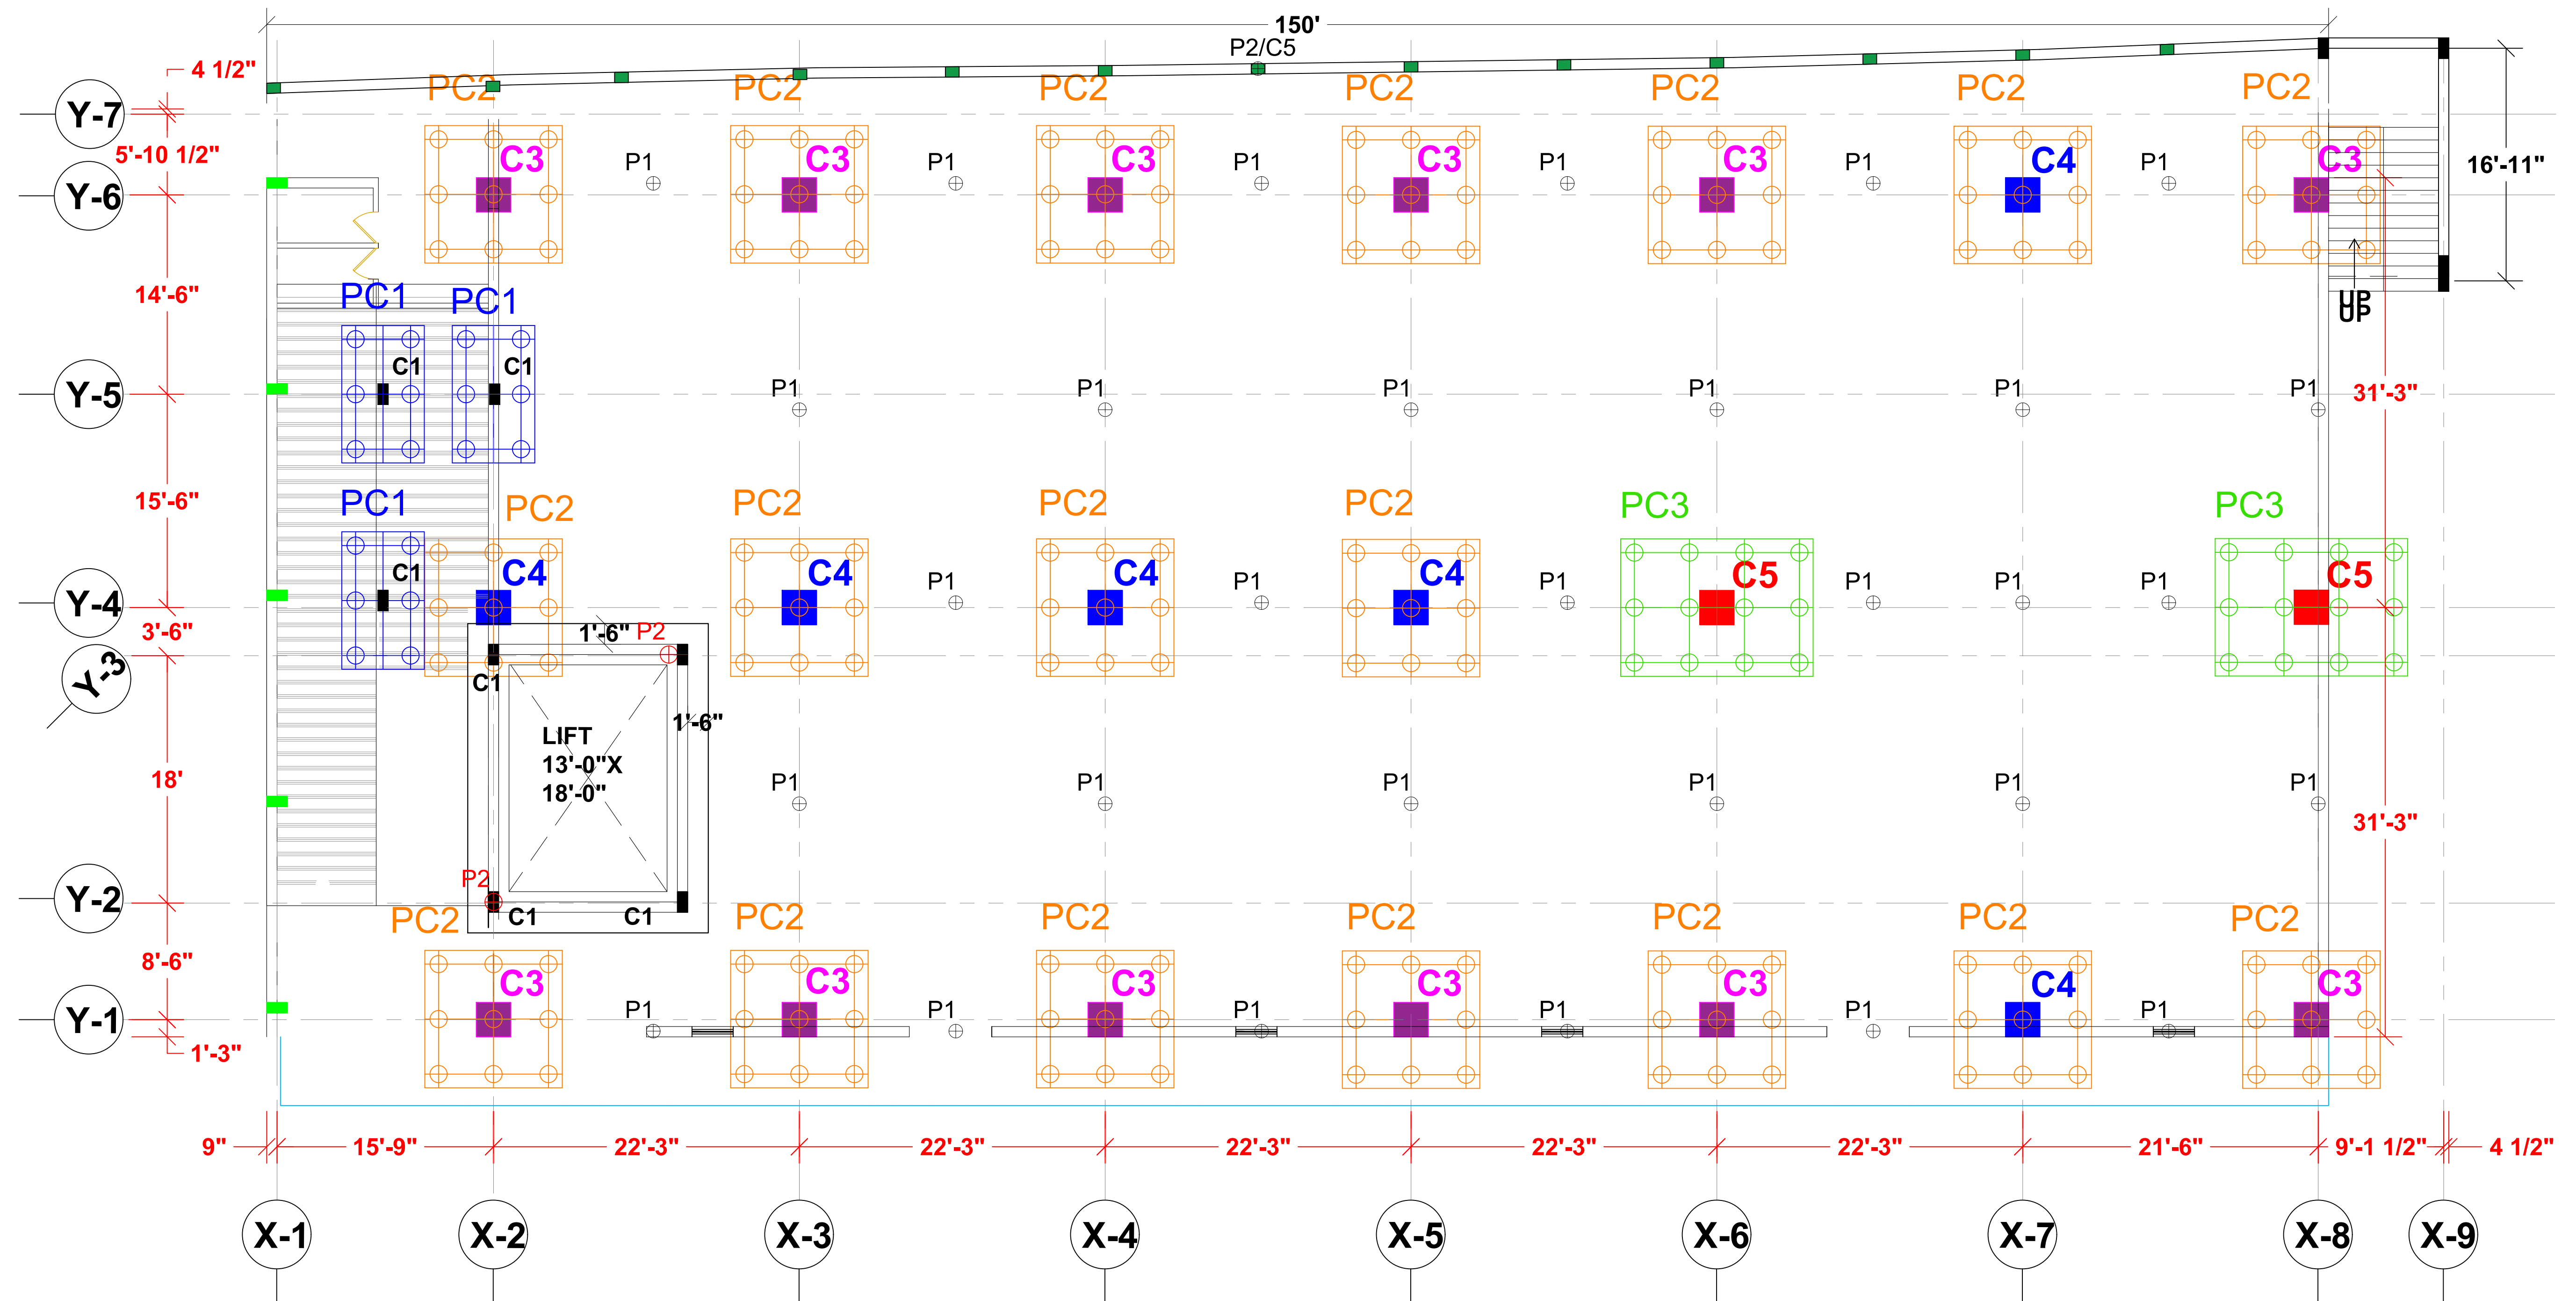 150'
P2/C5
4 1/2"
PC2 PC2 PC2 PC2 PC2 PC2 PC2
Y-7
5'-10 1/2"
C3 C3 C3 C3 C3 C4 C3
P1 P1 P1 P1 P1 P1
16'-11"
Y-6
14'-6"
PC1 PC1
UP
UP
C1 C1
Y-5
P1 P1 P1 P1 P1 P1
31'-3"
15'-6"
PC1 PC2 PC2 PC2 PC2 PC3 PC3
C1 C4 C4 C4 C4 C5 C5
P1 P1 P1 P1 P1 P1
Y-4
3'-6"
1'-6" P2
Y-3
C1
1'-6"
LIFT
13'-0"X
18'-0"
18'
P1 P1 P1 P1 P1 P1
31'-3"
P2
Y-2
C1 C1
PC2 PC2 PC2 PC2 PC2 PC2 PC2
8'-6"
C3 C3 C3 C3 C3 C4 C3
P1 P1 P1 P1 P1 P1
Y-1
1'-3"
9" 15'-9" 22'-3" 22'-3" 22'-3" 22'-3" 22'-3" 21'-6" 9'-1 1/2" 4 1/2"
X-1 X-2 X-3 X-4 X-5 X-6 X-7 X-8 X-9